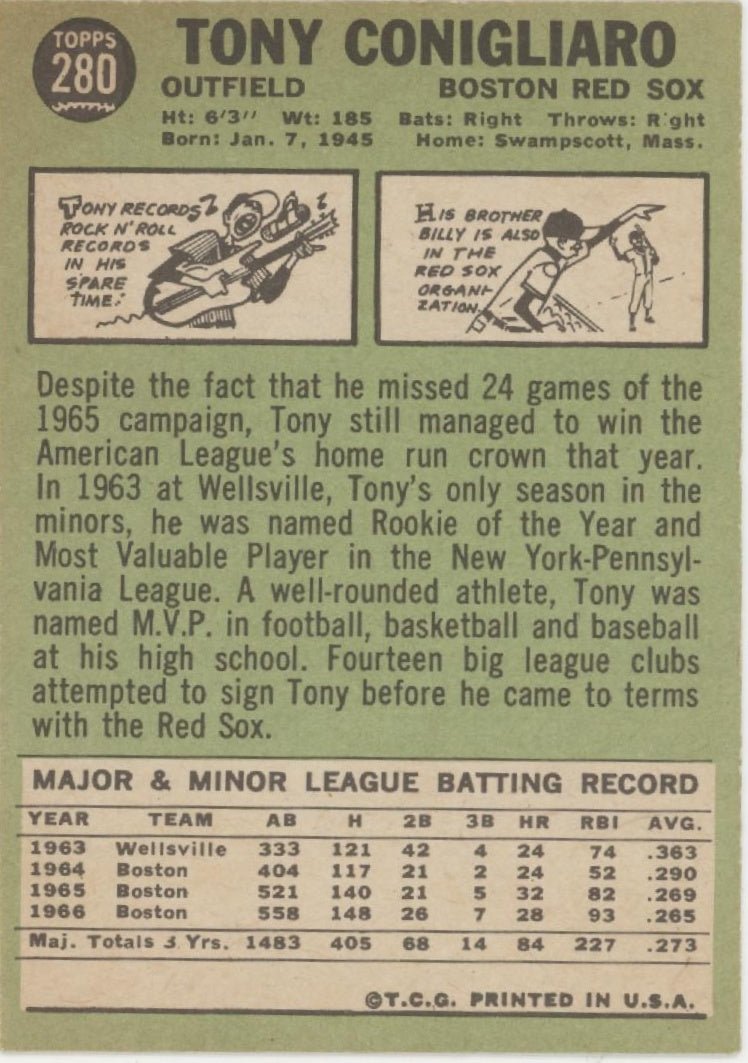 TOPPS
280
TONY CONIGLIARO
OUTFIELD BOSTON RED SOX
Ht: 6'3" Wt: 185 Bats: Right Throws: R ght
Born: Jan. 7, 1945 Home: Swampscott, Mass.
TONY RECORDS
ROCK N' ROLL
RECORDS
IN HIS
SPARE
TIME.
HIS BROTHER
BILLY IS ALSO
IN THE
RED SOX
ORGANI-
ZATION.
Despite the fact that he missed 24 games of the
1965 campaign, Tony still managed to win the
American League's home run crown that year.
In 1963 at Wellsville, Tony's only season in the
minors, he was named Rookie of the Year and
Most Valuable Player in the New York-Pennsyl-
vania League. A well-rounded athlete, Tony was
named M.V.P. in football, basketball and baseball
at his high school. Fourteen big league clubs
attempted to sign Tony before he came to terms
with the Red Sox.
MAJOR & MINOR LEAGUE BATTING RECORD
YEAR TEAM AB H 2B 3B HR RBI AVG.
1963 Wellsville 333 121 42 4 24 74 .363
1964 Boston 404 117 21 2 24 52 .290
1965 Boston 521 140 21 5 32 82 .269
1966 Boston 558 148 26 7 28 93 .265
Maj. Totals 3 Yrs. 1483 405 68 14 84 227 .273
©T.C.G. PRINTED IN U.S.A.